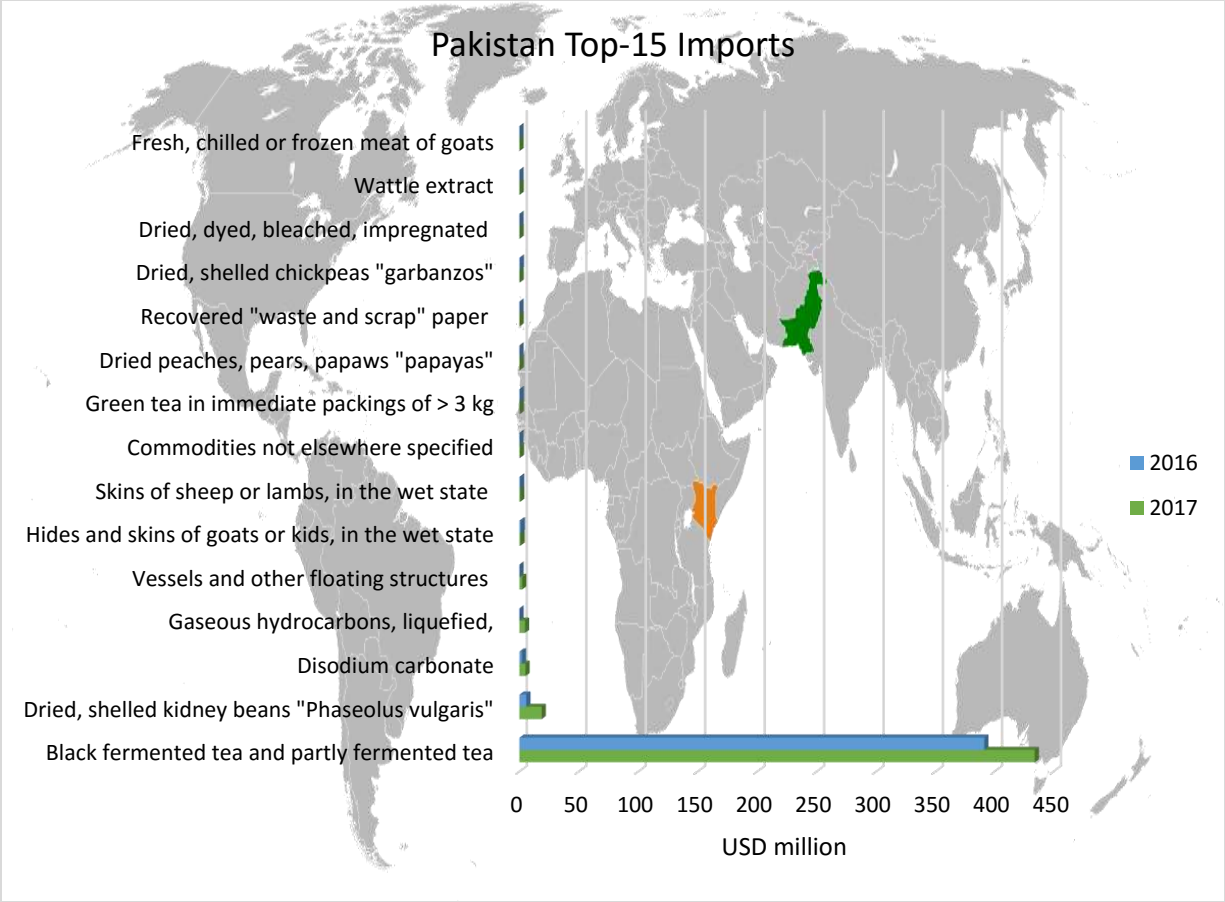 Pakistan Top-15 Imports
Fresh, chilled or frozen meat of goats
Wattle extract
Dried, dyed, bleached, impregnated
Dried, shelled chickpeas "garbanzos"
Recovered "waste and scrap" paper
Dried peaches, pears, papaws "papayas"
Green tea in immediate packings of > 3 kg
Commodities not elsewhere specified
Skins of sheep or lambs, in the wet state
Hides and skins of goats or kids, in the wet state
Vessels and other floating structures
Gaseous hydrocarbons, liquefied,
Disodium carbonate
Dried, shelled kidney beans "Phaseolus vulgaris"
Black fermented tea and partly fermented tea
2016
2017
0 50 100 150 200 250 300 350 400 450
USD million